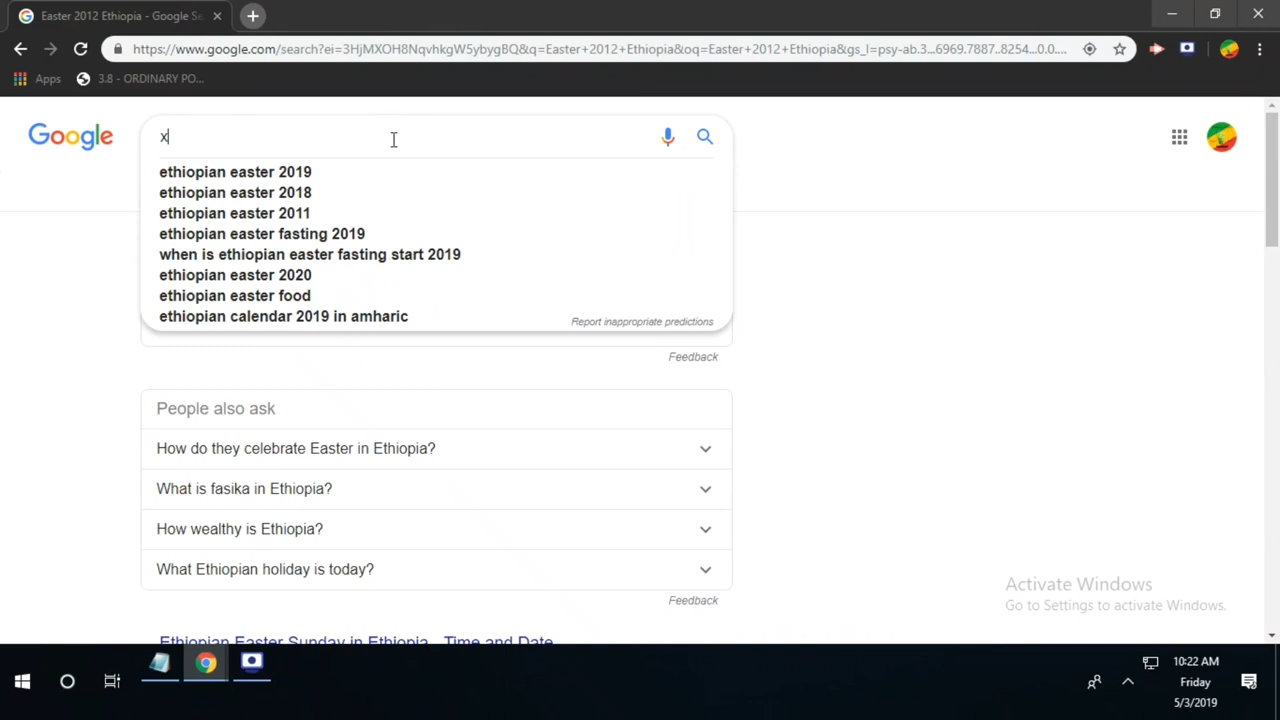 Easter 2012 Ethiopia - Google Se
https://www.google.com/search?ei=3HjMXOH8NqvhkgW5ybygBQ&q=Easter+2012+Ethiopia&oq=Easter+2012+Ethiopia&gs_l=psy-ab.3...6969.7887..8254...0.0....
Apps
3.8 - ORDINARY PO...
Google
x
ethiopian easter 2019
ethiopian easter 2018
ethiopian easter 2011
ethiopian easter fasting 2019
when is ethiopian easter fasting start 2019
ethiopian easter 2020
ethiopian easter food
ethiopian calendar 2019 in amharic
Report inappropriate predictions
Feedback
People also ask
How do they celebrate Easter in Ethiopia?
What is fasika in Ethiopia?
How wealthy is Ethiopia?
What Ethiopian holiday is today?
Feedback
Activate Windows
Go to Settings to activate Windows.
Ethiopian Easter Sunday in Ethiopia - Time and Date
10:22 AM
Friday
5/3/2019